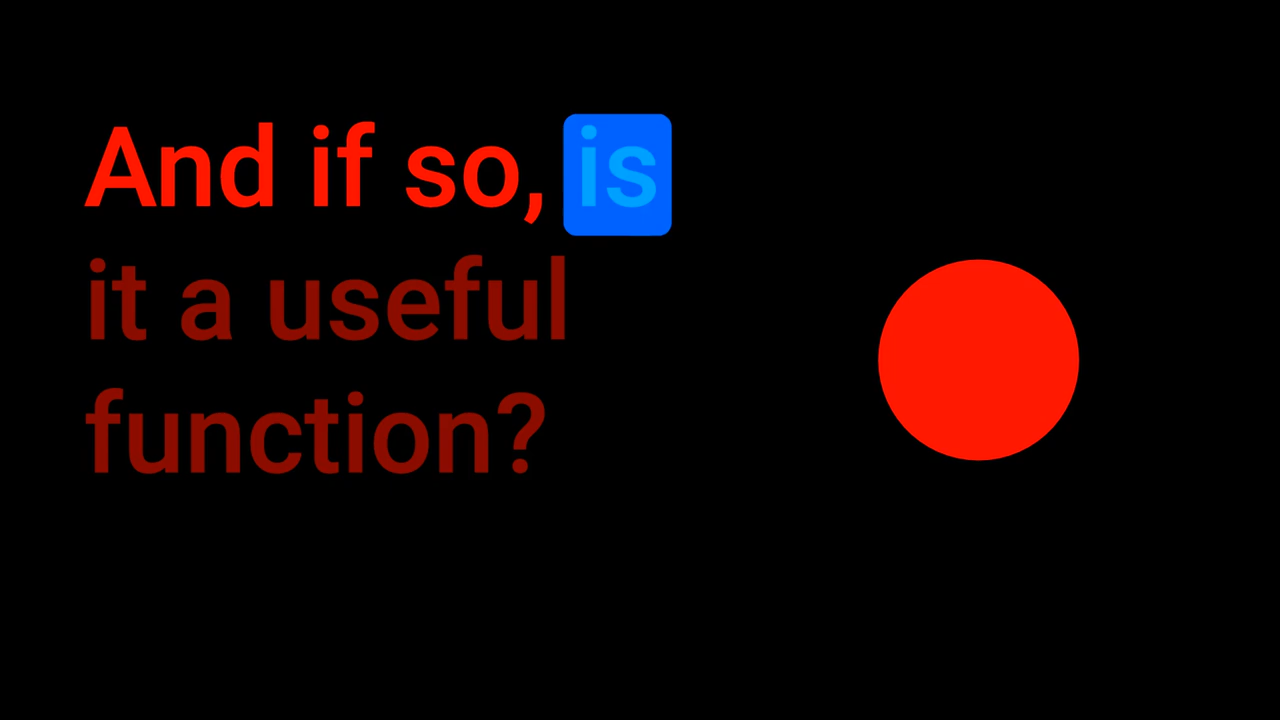 And if so, is
it a useful
function?